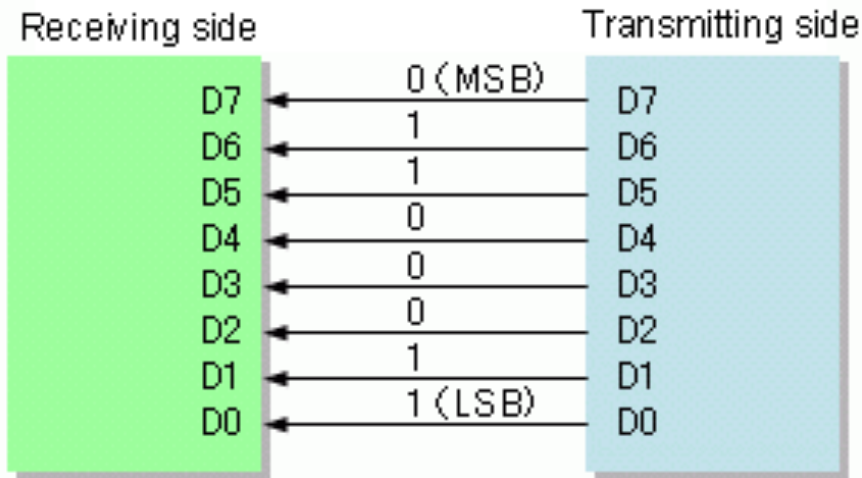 Receiving side Transmitting side
D7 0 (MSB) D7
D6 1 D6
D5 1 D5
D4 0 D4
D3 0 D3
D2 0 D2
D1 1 D1
D0 1 (LSB) D0